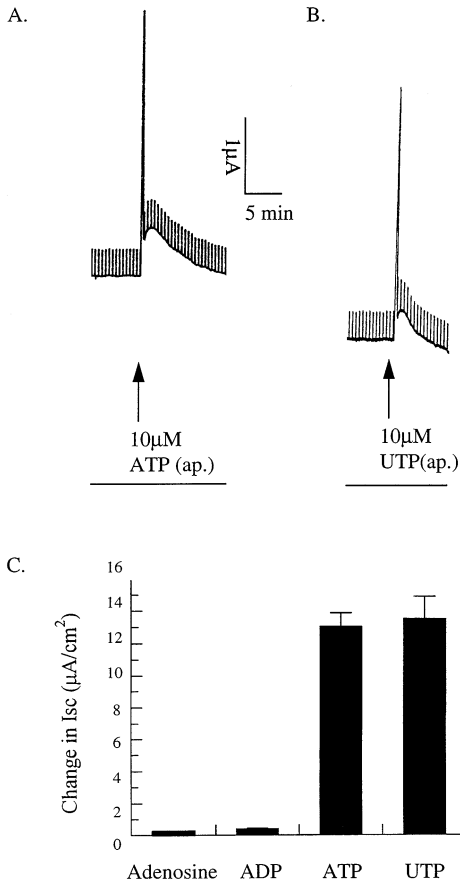 A.
B.
1μA
5 min
10μM
ATP (ap.)
10μM
UTP(ap.)
C.
Change in Isc (μA/cm²)
16
14
12
10
8
6
4
2
0
Adenosine
ADP
ATP
UTP